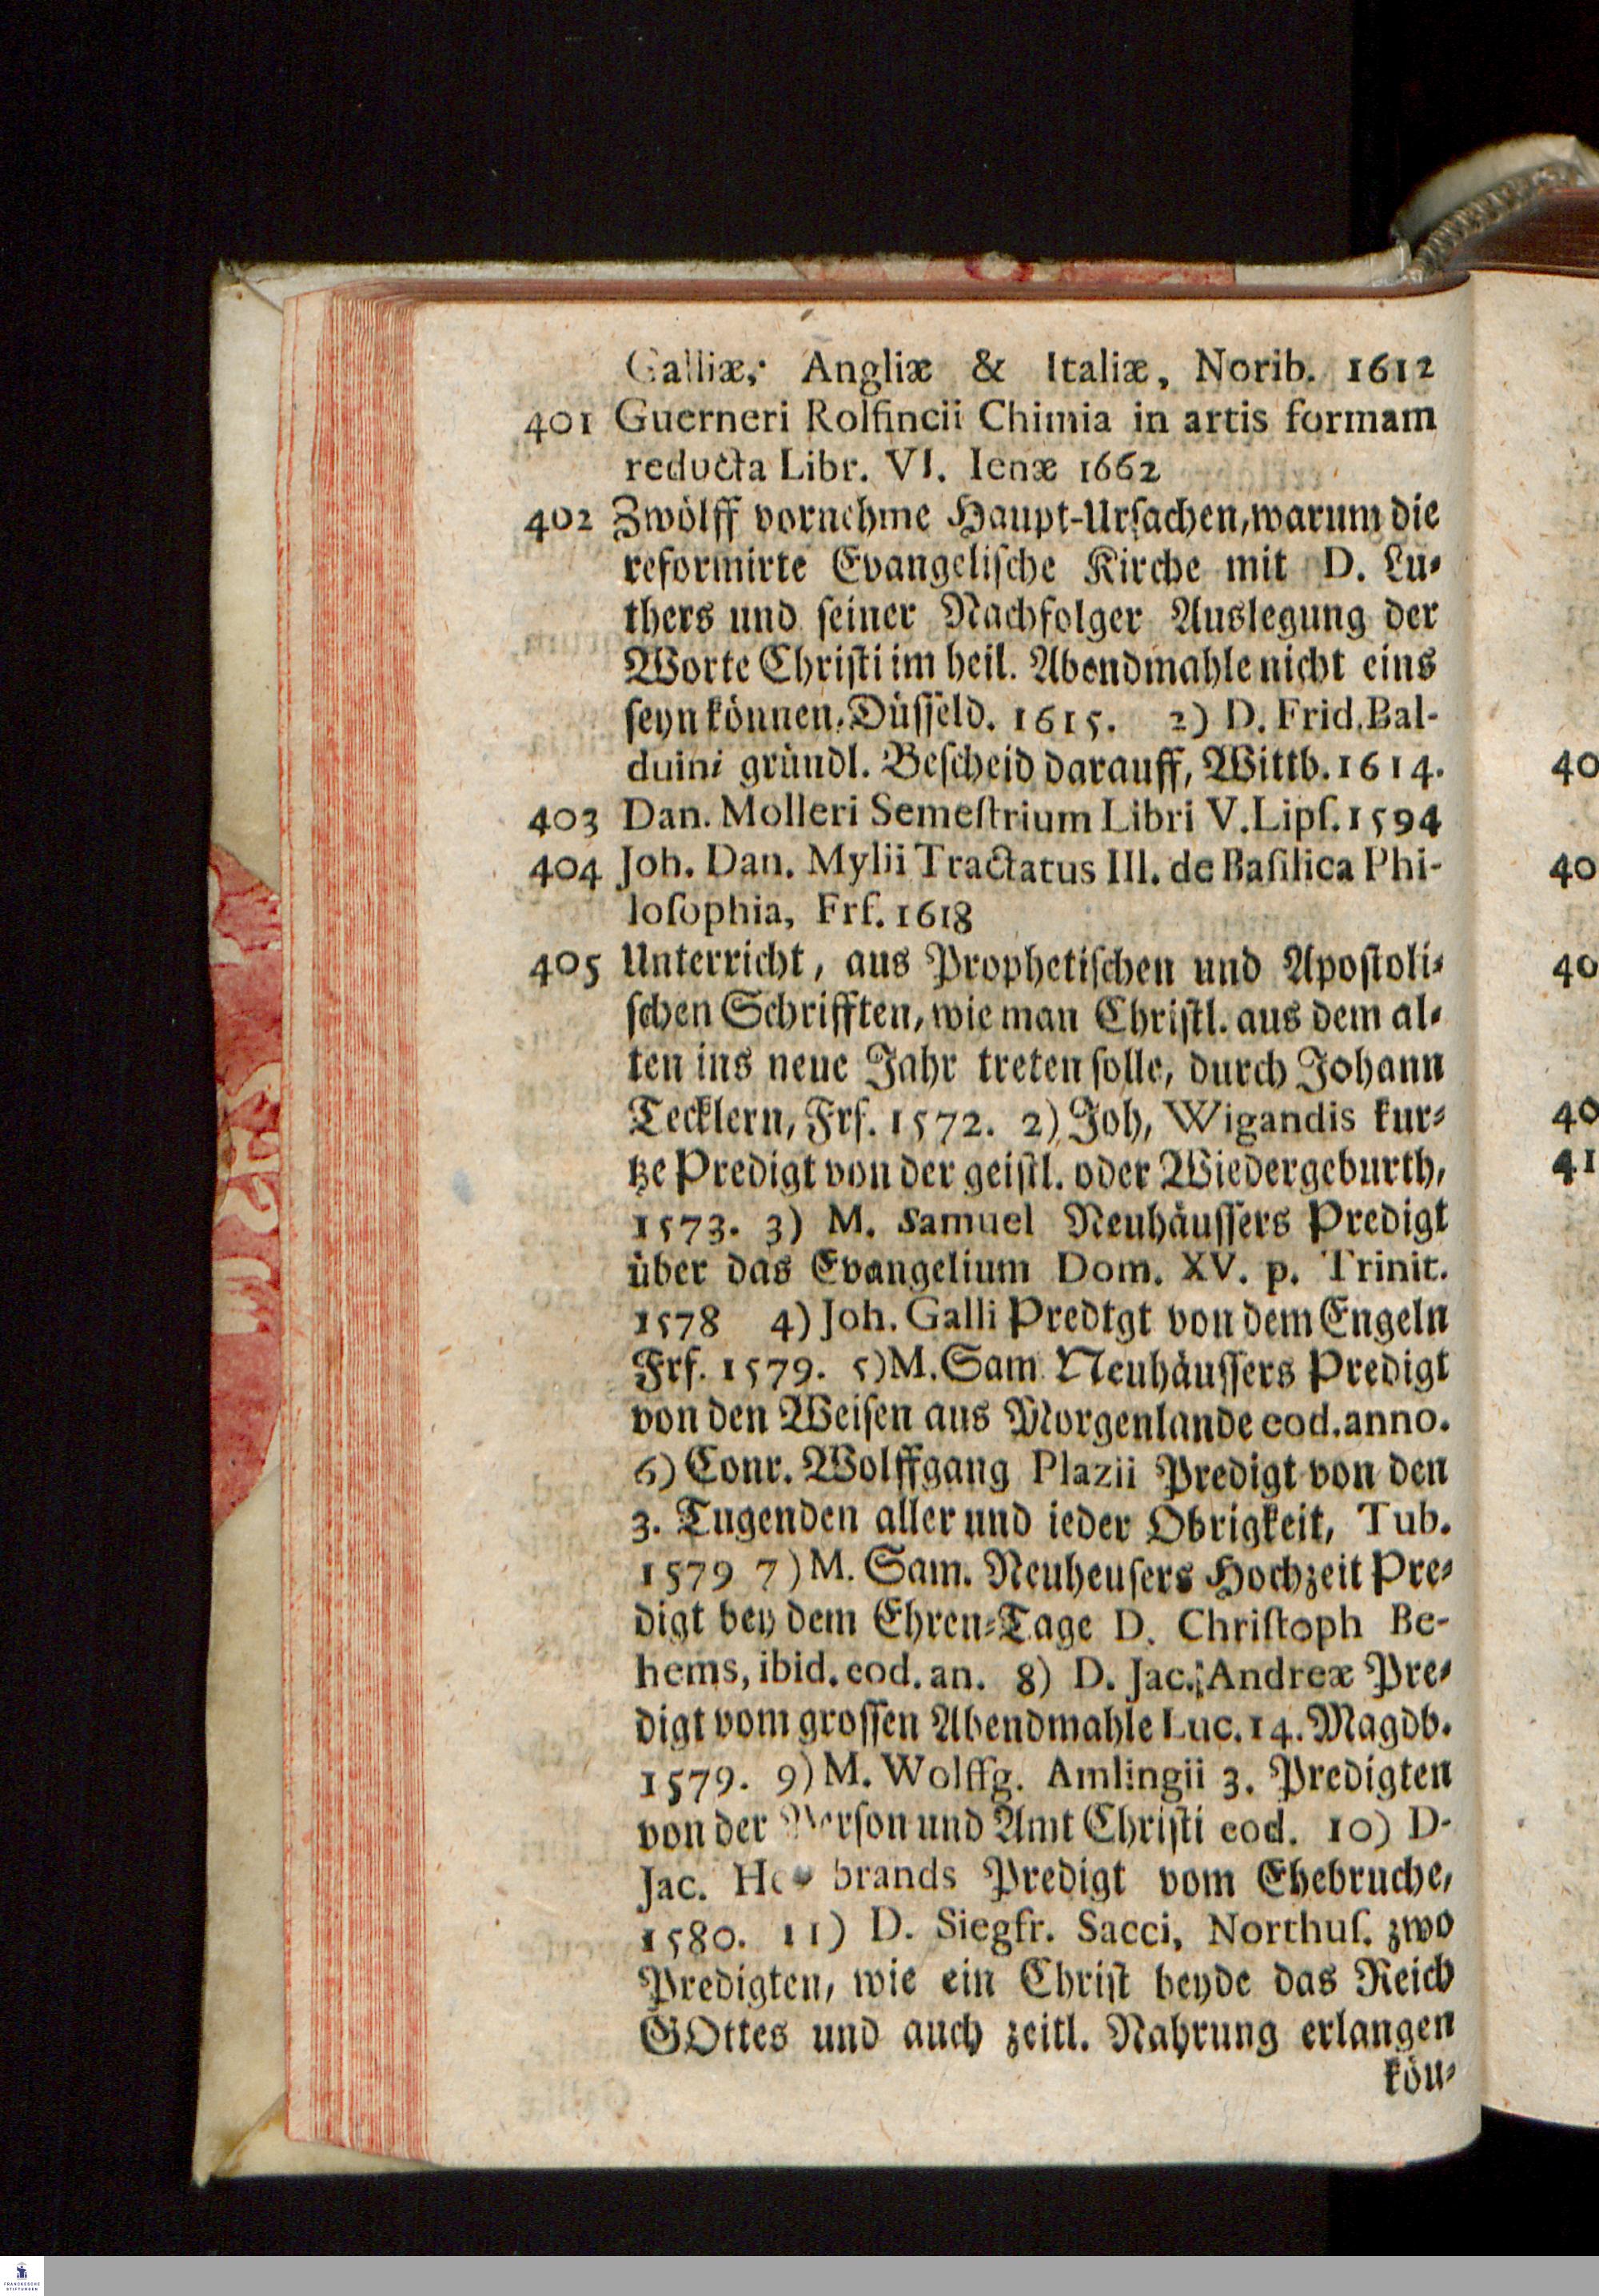 Galliæ, Angliæ & Italiæ, Norib. 1612
401 Guerneri Rolfincii Chimia in artis formam
reducta Libr. VI. Ienæ 1662
402 Zwölff vornehme Haupt-Urſachen, warum die
reformirte Evangeliſche Kirche mit D. Lu-
thers und ſeiner Nachfolger Auslegung der
Worte Chriſti im heil. Abendmahle nicht eins
ſeyn können. Düſſeld. 1615. 2) D. Frid. Bal-
duini gründl. Beſcheid darauff, Wittb. 1614.
403 Dan. Molleri Semeſtrium Libri V. Lipſ. 1594
404 Joh. Dan. Mylii Tractatus III. de Baſilica Phi-
loſophia, Frf. 1618
405 Unterricht, aus Prophetiſchen und Apoſtoli-
ſchen Schrifften, wie man Chriſtl. aus dem al-
ten ins neue Jahr treten ſolle, durch Johann
Tecklern, Frf. 1572. 2) Joh, Wigandis kur-
tze Predigt von der geiſtl. oder Wiedergeburth,
1573. 3) M. Samuel Neuhäuſſers Predigt
über das Evangelium Dom. XV. p. Trinit.
1578 4) Joh. Galli Predtgt von dem Engeln
Frf. 1579. 5) M. Sam Neuhäuſſers Predigt
von den Weiſen aus Morgenlande eod. anno.
6) Conr. Wolffgang Plazii Predigt von den
3. Tugenden aller und ieder Obrigkeit, Tub.
1579 7) M. Sam. Neuheuſers Hochzeit Pre-
digt bey dem Ehren-Tage D. Chriſtoph Be-
hems, ibid. eod. an. 8) D. Jac. Andreæ Pre-
digt vom groſſen Abendmahle Luc. 14. Magdb.
1579. 9) M. Wolffg. Amlingii 3. Predigten
von der Perſon und Amt Chriſti eod. 10) D.
Jac. brands Predigt vom Ehebruche,
1580. 11) D. Siegfr. Sacci, Northuſ. zwo
Predigten, wie ein Chriſt beyde das Reich
GOttes und auch zeitl. Nahrung erlangen
kön-
40
40
40
40
41
FRANCKESCHE
STIFTUNGEN